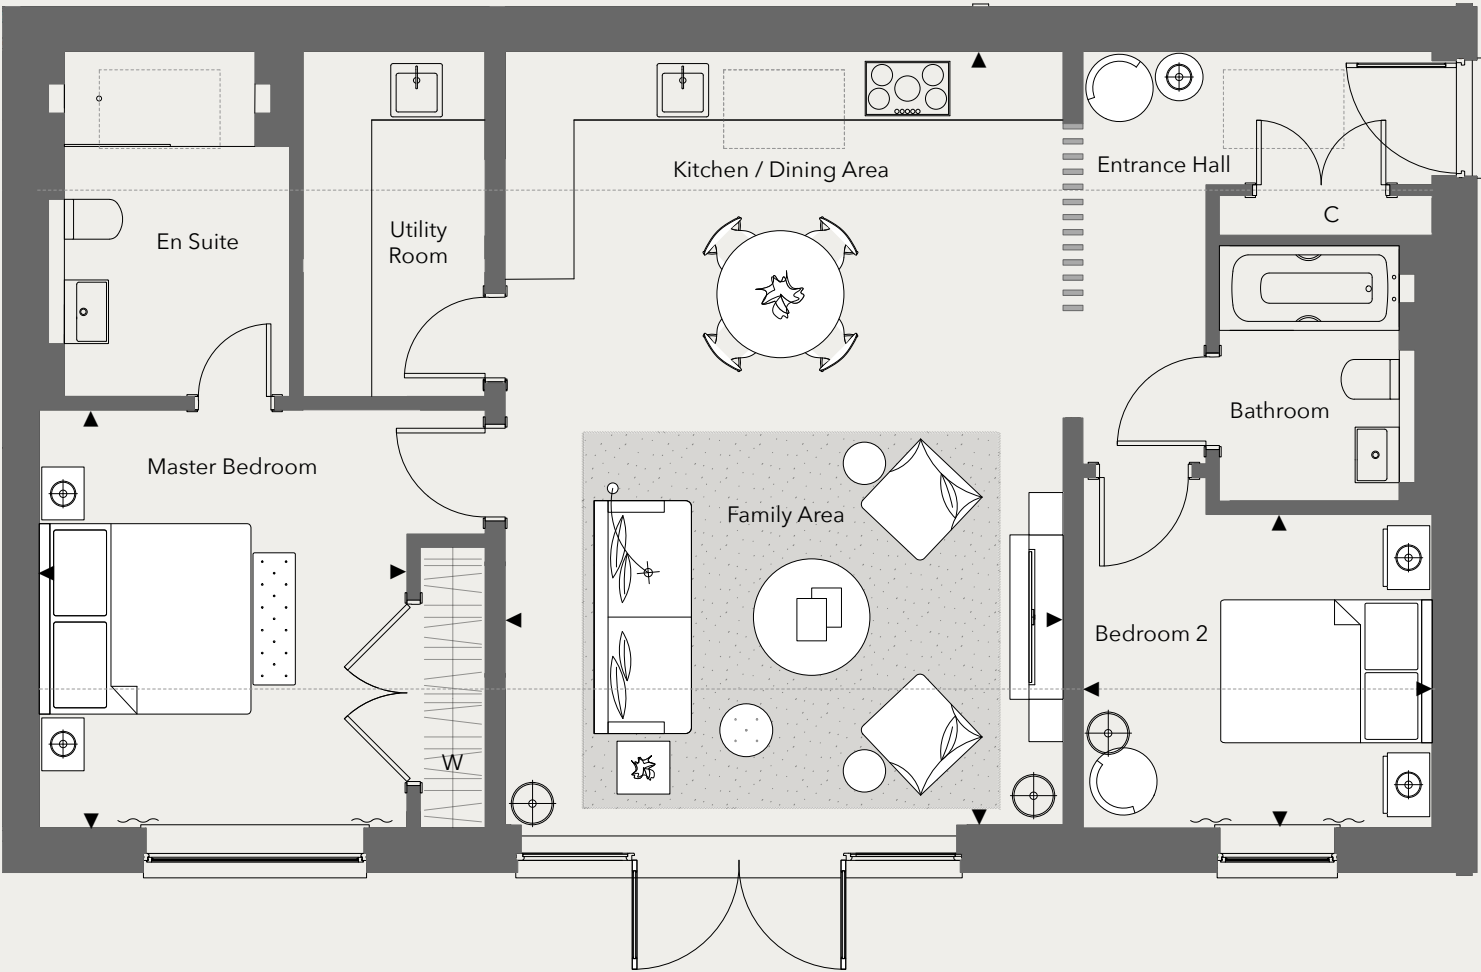 Kitchen / Dining Area
Entrance Hall
C
En Suite
Utility
Room
Bathroom
Master Bedroom
Family Area
Bedroom 2
W